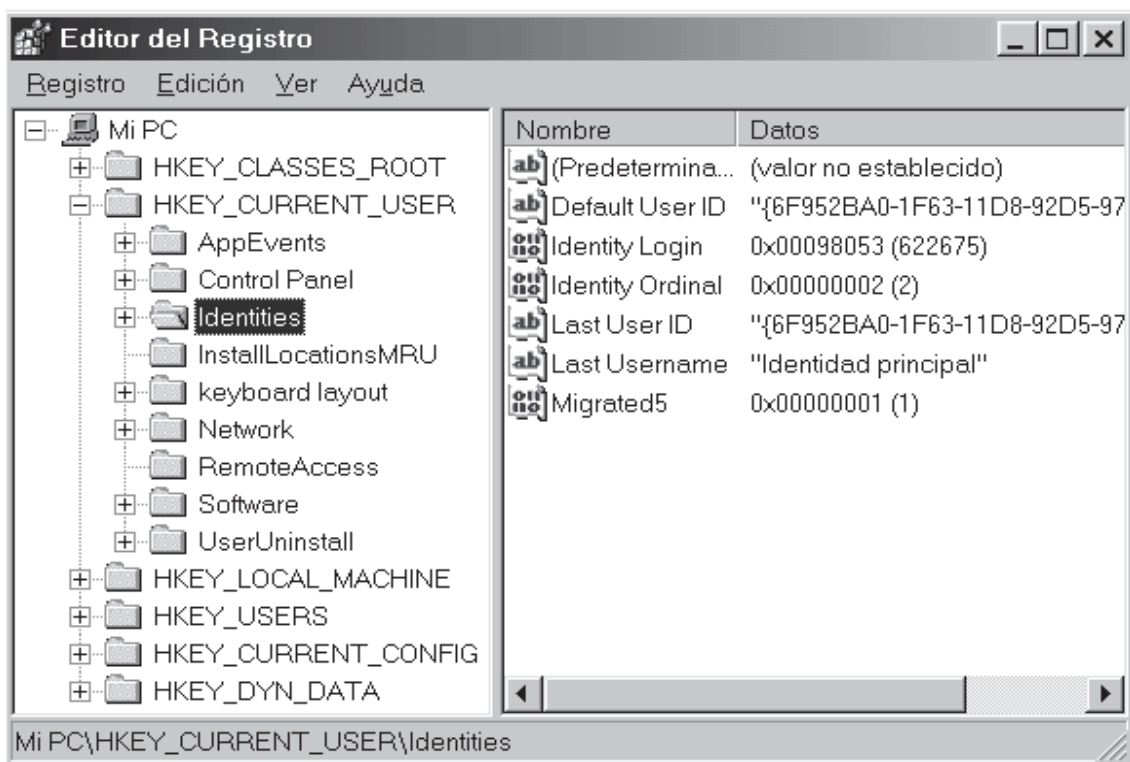 Editor del Registro
Registro Edición Ver Ayuda
Mi PC
HKEY_CLASSES_ROOT
HKEY_CURRENT_USER
AppEvents
Control Panel
Identities
InstallLocationsMRU
keyboard layout
Network
RemoteAccess
Software
UserUninstall
HKEY_LOCAL_MACHINE
HKEY_USERS
HKEY_CURRENT_CONFIG
HKEY_DYN_DATA
Nombre Datos
(Predetermina... (valor no establecido)
Default User ID "{6F952BA0-1F63-11D8-92D5-97
Identity Login 0x00098053 (622675)
Identity Ordinal 0x00000002 (2)
Last User ID "{6F952BA0-1F63-11D8-92D5-97
Last Username "Identidad principal"
Migrated5 0x00000001 (1)
Mi PC\HKEY_CURRENT_USER\Identities